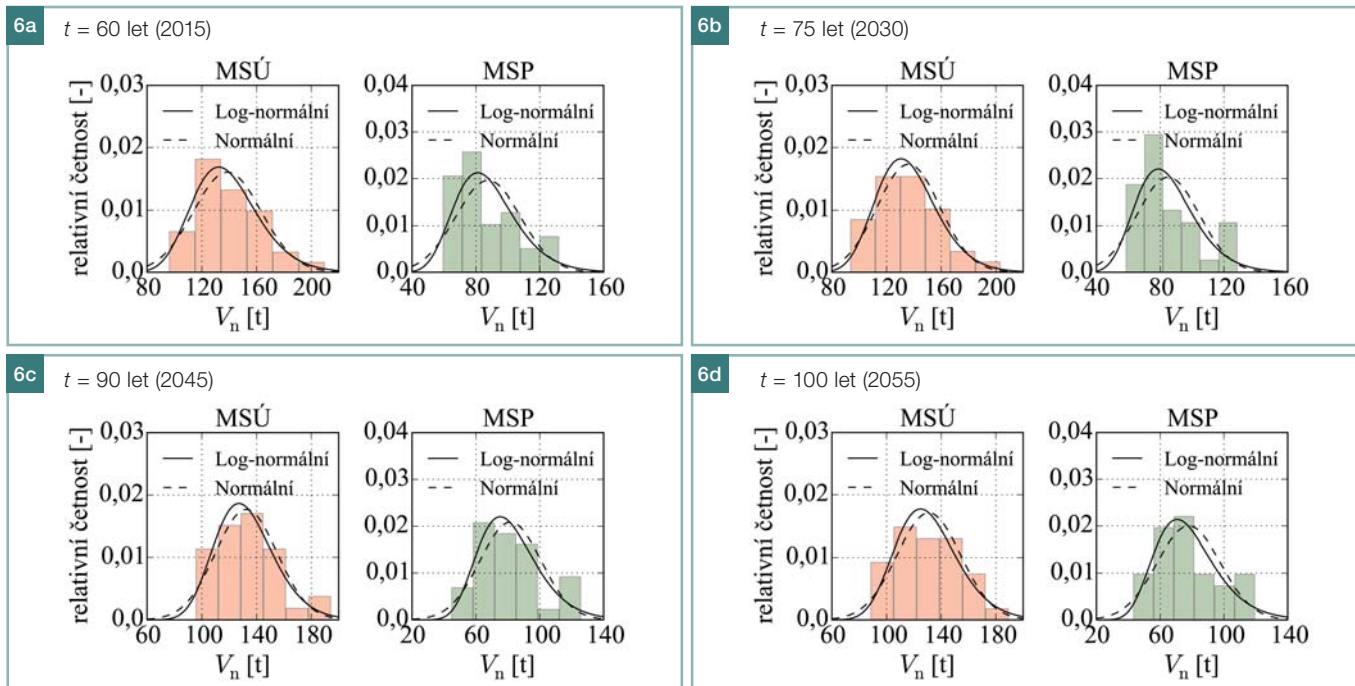 6a
t = 60 let (2015)
MSÚ
MSP
relativní četnost [-]
0,03
0,02
0,01
0,0
Log-normální
Normální
80 120 160 200
Vn [t]
0,04
0,03
0,02
0,01
0,0
Log-normální
Normální
40 80 120 160
Vn [t]
6b
t = 75 let (2030)
MSÚ
MSP
relativní četnost [-]
0,03
0,02
0,01
0,0
Log-normální
Normální
80 120 160 200
Vn [t]
0,04
0,03
0,02
0,01
0,0
Log-normální
Normální
40 80 120 160
Vn [t]
6c
t = 90 let (2045)
MSÚ
MSP
relativní četnost [-]
0,03
0,02
0,01
0,0
Log-normální
Normální
60 100 140 180
Vn [t]
0,04
0,03
0,02
0,01
0,0
Log-normální
Normální
20 60 100 140
Vn [t]
6d
t = 100 let (2055)
MSÚ
MSP
relativní četnost [-]
0,03
0,02
0,01
0,0
Log-normální
Normální
60 100 140 180
Vn [t]
0,04
0,03
0,02
0,01
0,0
Log-normální
Normální
20 60 100 140
Vn [t]